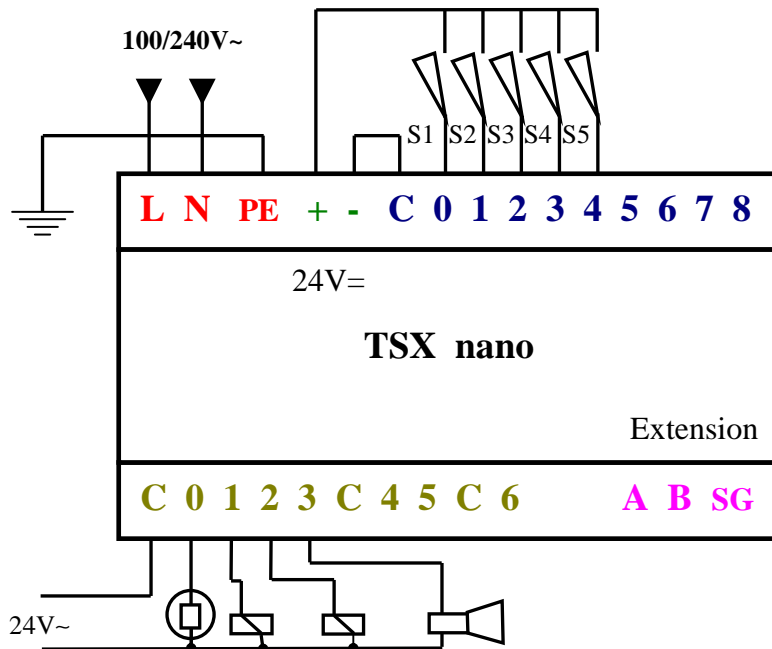 100/240V~
S1 S2 S3 S4 S5
L N PE + - C 0 1 2 3 4 5 6 7 8
24V=
TSX nano
Extension
C 0 1 2 3 C 4 5 C 6 A B SG
24V~